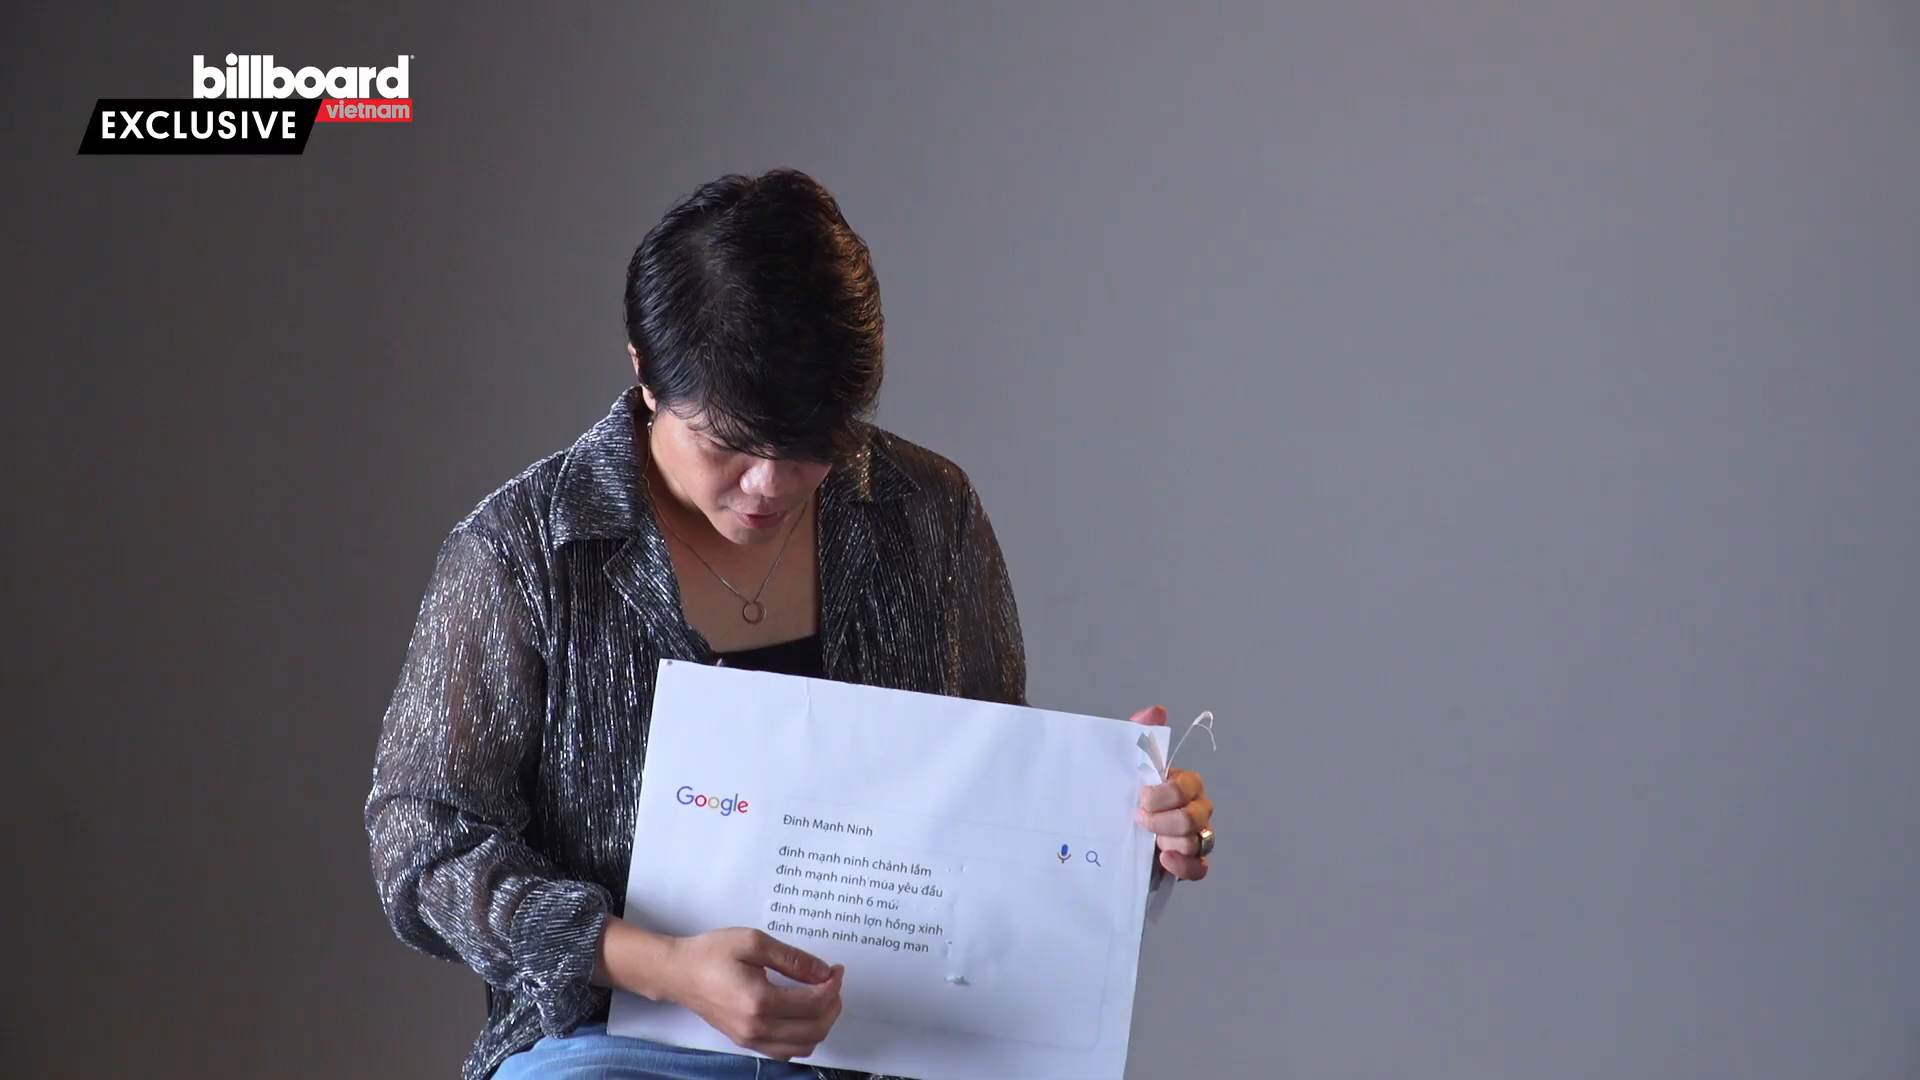 billboard
vietnam
EXCLUSIVE
Google
Đinh Mạnh Ninh
đinh mạnh ninh chảnh lắm
đinh mạnh ninh mùa yêu đầu
đinh mạnh ninh 6 múi
đinh mạnh ninh lợn hồng xinh
đinh mạnh ninh analog man